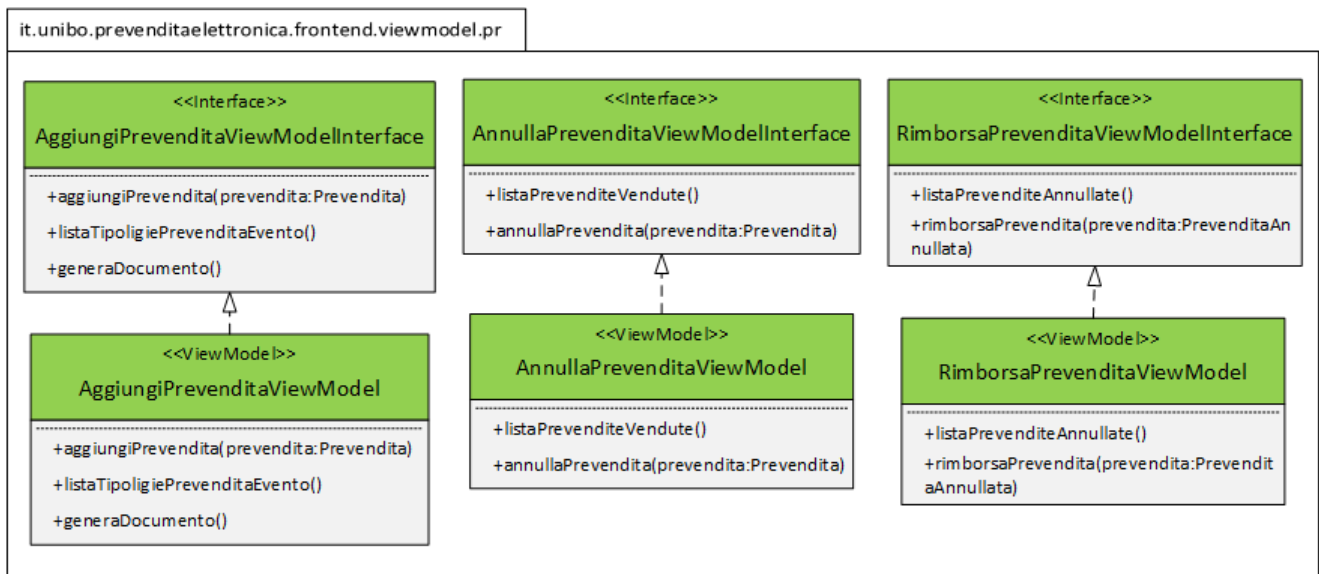 it.unibo.prevenditaelettronica.frontend.viewmodel.pr
<<Interface>>
AggiungiPrevenditaViewModelInterface
+aggiungiPrevendita(prevendita:Prevendita)
+listaTipoligiePrevenditaEvento()
+generaDocumento()
<<Interface>>
AnnullaPrevenditaViewModelInterface
+listaPrevenditeVendute()
+annullaPrevendita(prevendita:Prevendita)
<<Interface>>
RimborsaPrevenditaViewModelInterface
+listaPrevenditeAnnullate()
+rimborsaPrevendita(prevendita:PrevenditaAn
nullata)
<<ViewModel>>
AggiungiPrevenditaViewModel
+aggiungiPrevendita(prevendita:Prevendita)
+listaTipoligiePrevenditaEvento()
+generaDocumento()
<<ViewModel>>
AnnullaPrevenditaViewModel
+listaPrevenditeVendute()
+annullaPrevendita(prevendita:Prevendita)
<<ViewModel>>
RimborsaPrevenditaViewModel
+listaPrevenditeAnnullate()
+rimborsaPrevendita(prevendita:Prevendit
aAnnullata)